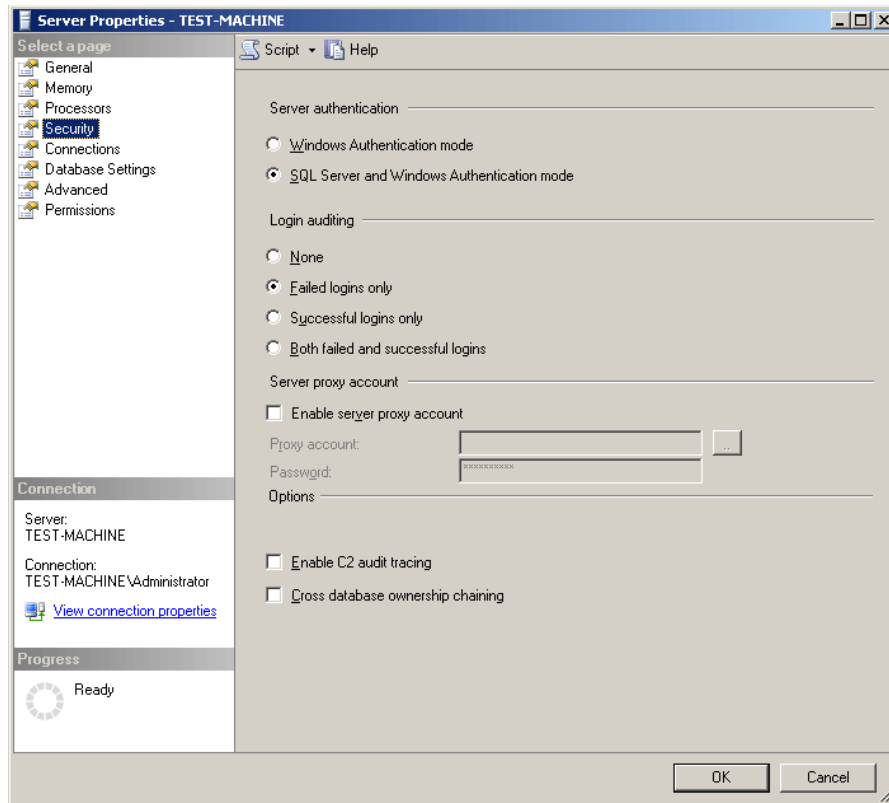 Server Properties - TEST-MACHINE
Select a page
General
Memory
Processors
Security
Connections
Database Settings
Advanced
Permissions
Script Help
Server authentication
Windows Authentication mode
SQL Server and Windows Authentication mode
Login auditing
None
Failed logins only
Successful logins only
Both failed and successful logins
Server proxy account
Enable server proxy account
Proxy account: ..
Password: **********
Options
Enable C2 audit tracing
Cross database ownership chaining
Connection
Server:
TEST-MACHINE
Connection:
TEST-MACHINE\Administrator
View connection properties
Progress
Ready
OK Cancel